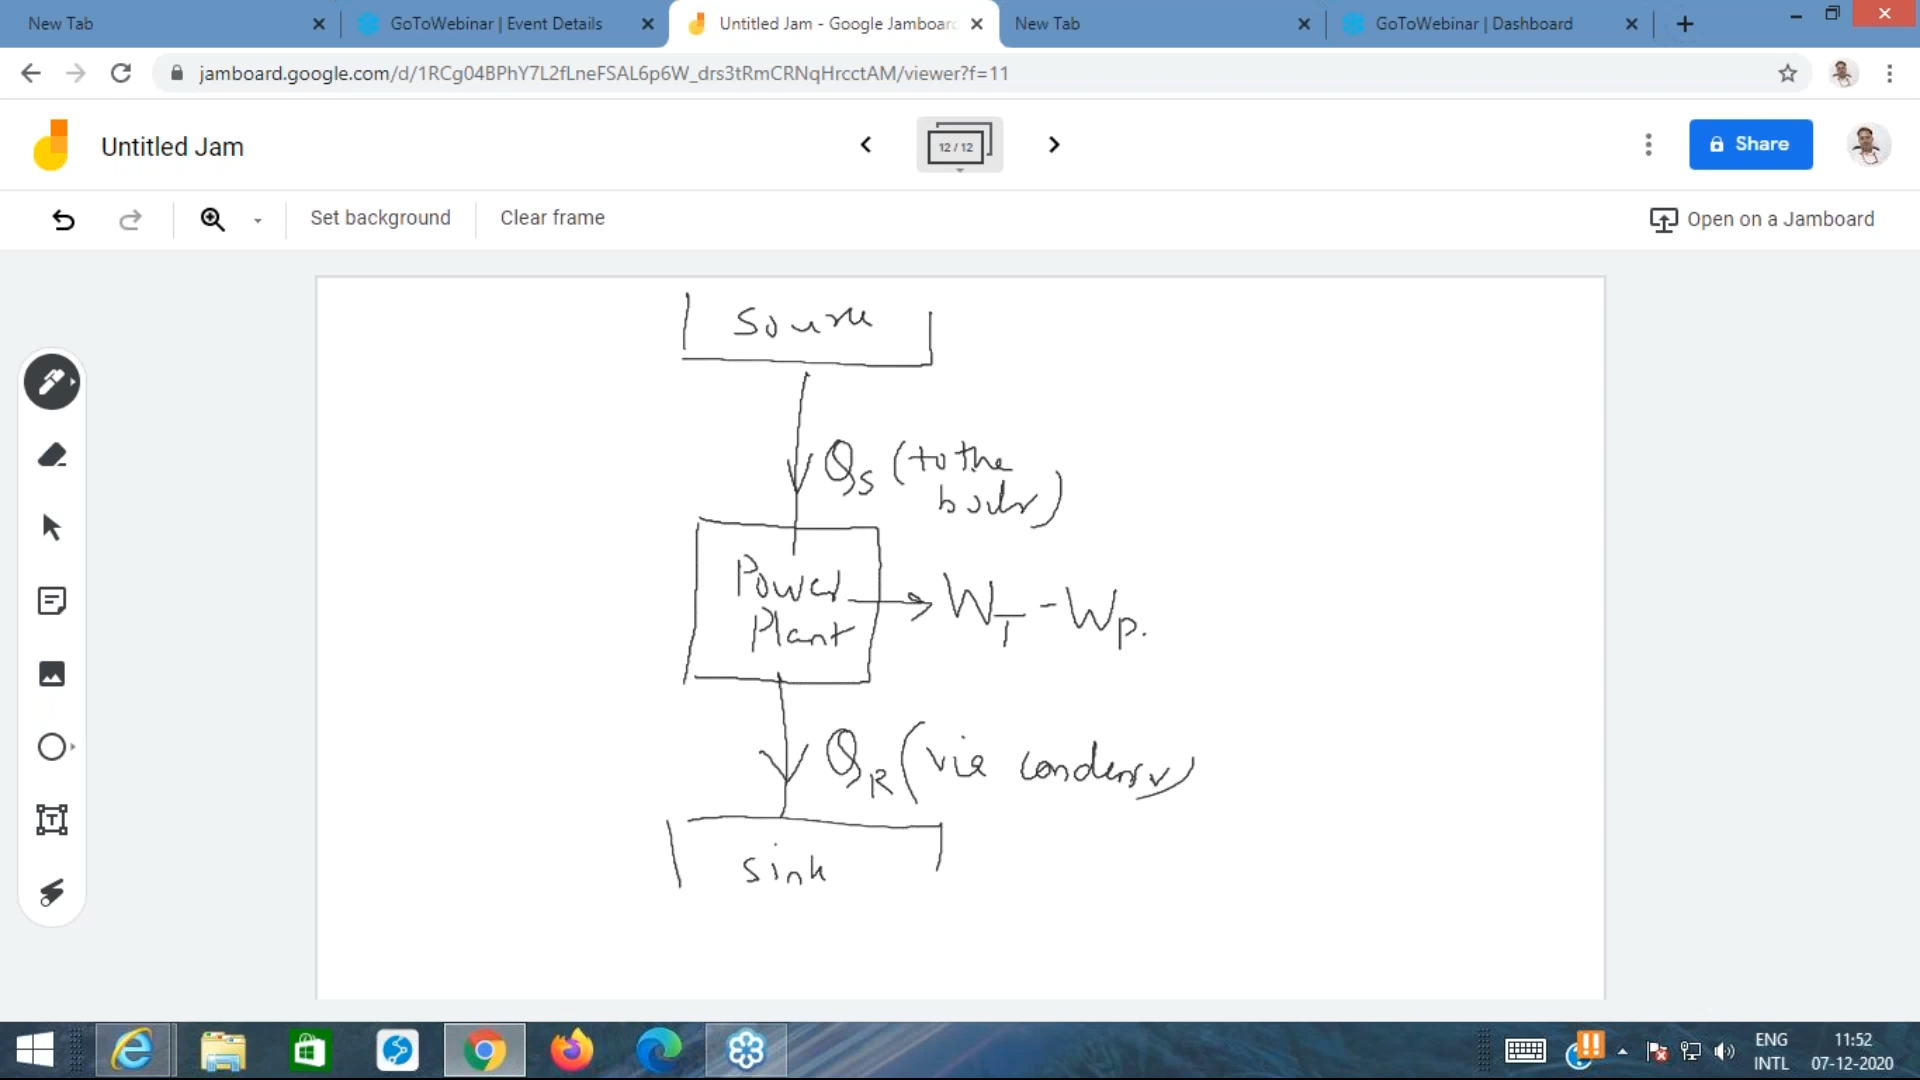 New Tab
GoToWebinar | Event Details
Untitled Jam - Google Jamboard
New Tab
GoToWebinar | Dashboard
jamboard.google.com/d/1RCg04BPhY7L2fLneFSAL6p6W_drs3tRmCRNqHrcctAM/viewer?f=11
Untitled Jam
12 / 12
Share
Set background
Clear frame
Open on a Jamboard
Source
Qs (to the
boiler)
Power
Plant
WT - Wp.
QR (via condenser)
Sink
ENG
INTL
11:52
07-12-2020